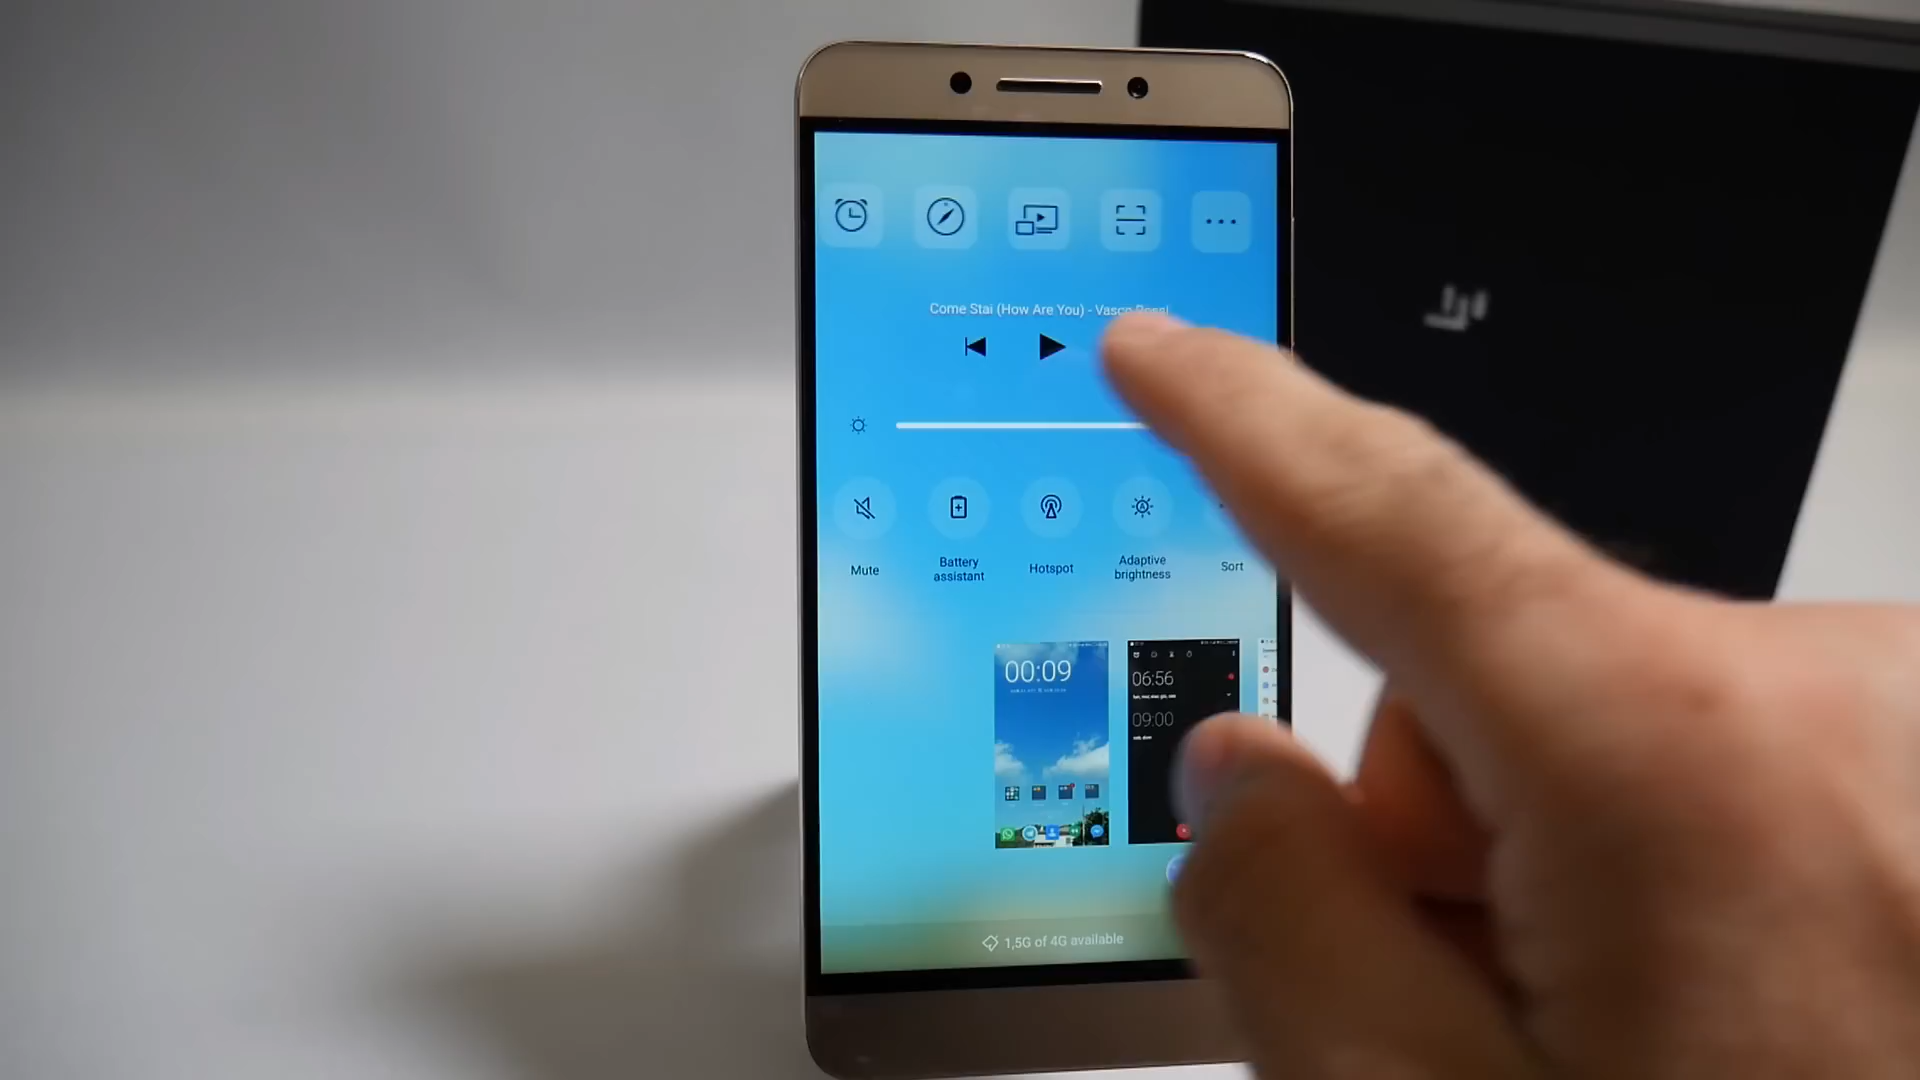 Come Stai (How Are You) - Vasco Rossi
Mute
Battery
assistant
Hotspot
Adaptive
brightness
Sort
00:09
06:56
09:00
1,5G of 4G available